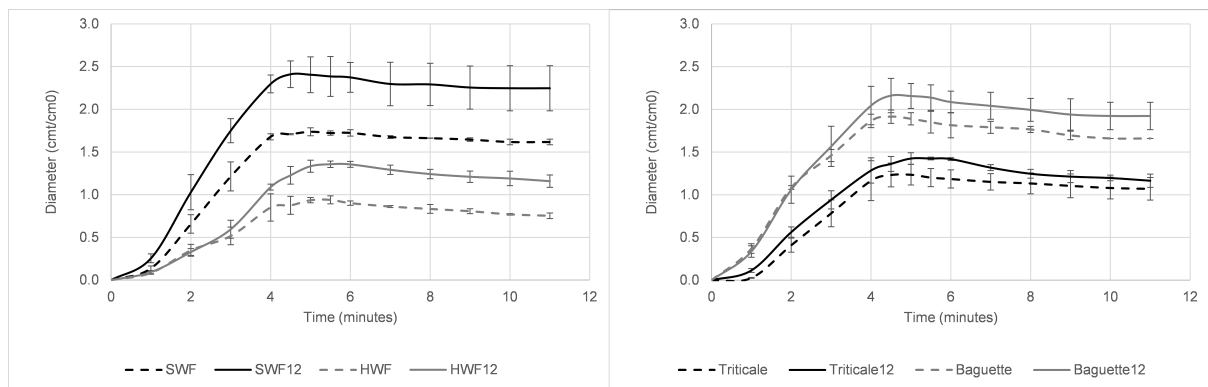 3.0
2.5
2.0
1.5
1.0
0.5
0.0
Diameter (cmt/cm0)
0 2 4 6 8 10 12
Time (minutes)
SWF SWF12 HWF HWF12
3.0
2.5
2.0
1.5
1.0
0.5
0.0
Diameter (cmt/cm0)
0 2 4 6 8 10 12
Time (minutes)
Triticale Triticale12 Baguette Baguette12